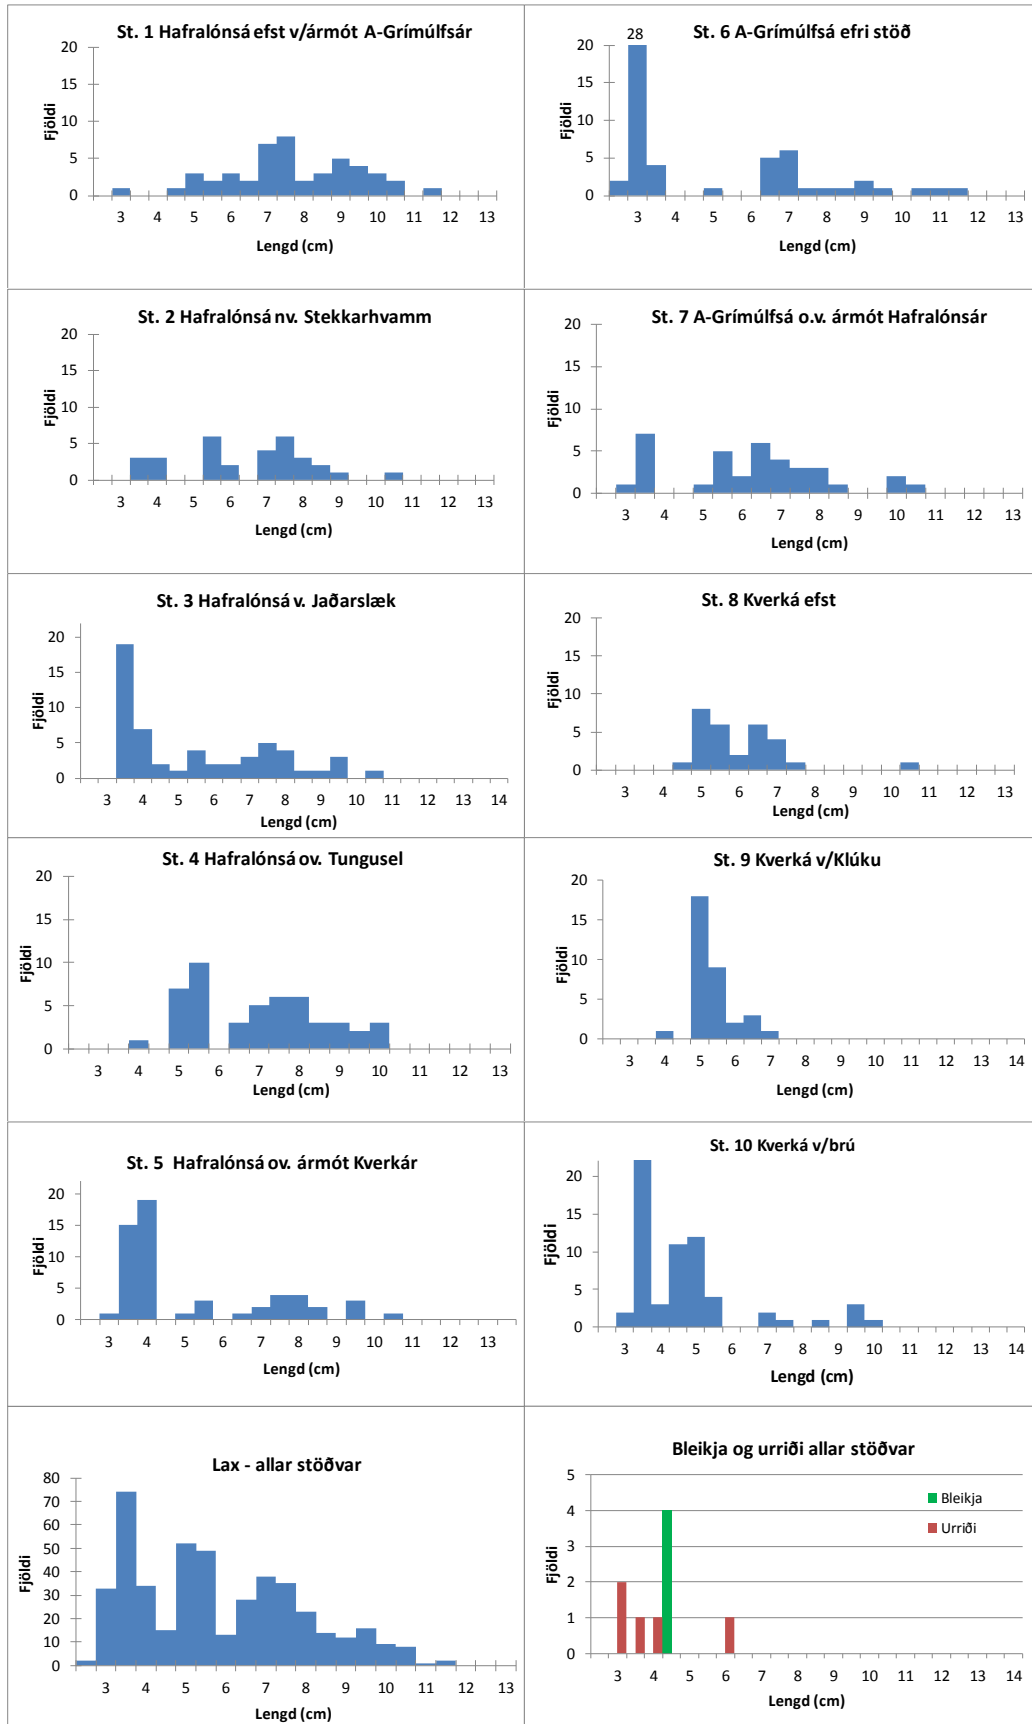 St. 1 Hafralónsá efst v/ármót A-Grímúlfsár
20
15
10
5
0
Fjöldi
3 4 5 6 7 8 9 10 11 12 13
Lengd (cm)
St. 6 A-Grímúlfsá efri stöð
28
20
15
10
5
0
Fjöldi
3 4 5 6 7 8 9 10 11 12 13
Lengd (cm)
St. 2 Hafralónsá nv. Stekkarhvamm
20
15
10
5
0
Fjöldi
3 4 5 6 7 8 9 10 11 12 13
Lengd (cm)
St. 7 A-Grímúlfsá o.v. ármót Hafralónsár
20
15
10
5
0
Fjöldi
3 4 5 6 7 8 9 10 11 12 13
Lengd (cm)
St. 3 Hafralónsá v. Jaðarslæk
20
15
10
5
0
Fjöldi
3 4 5 6 7 8 9 10 11 12 13 14
Lengd (cm)
St. 8 Kverká efst
20
15
10
5
0
Fjöldi
3 4 5 6 7 8 9 10 11 12 13
Lengd (cm)
St. 4 Hafralónsá ov. Tungusel
20
15
10
5
0
Fjöldi
3 4 5 6 7 8 9 10 11 12 13
Lengd (cm)
St. 9 Kverká v/Klúku
20
15
10
5
0
Fjöldi
3 4 5 6 7 8 9 10 11 12 13 14
Lengd (cm)
St. 5 Hafralónsá ov. ármót Kverkár
20
15
10
5
0
Fjöldi
3 4 5 6 7 8 9 10 11 12 13
Lengd (cm)
St. 10 Kverká v/brú
20
15
10
5
0
Fjöldi
3 4 5 6 7 8 9 10 11 12 13 14
Lengd (cm)
Lax - allar stöðvar
80
70
60
50
40
30
20
10
0
Fjöldi
3 4 5 6 7 8 9 10 11 12 13
Lengd (cm)
Bleikja og urriði allar stöðvar
5
4
3
2
1
0
Fjöldi
Bleikja
Urriði
3 4 5 6 7 8 9 10 11 12 13 14
Lengd (cm)